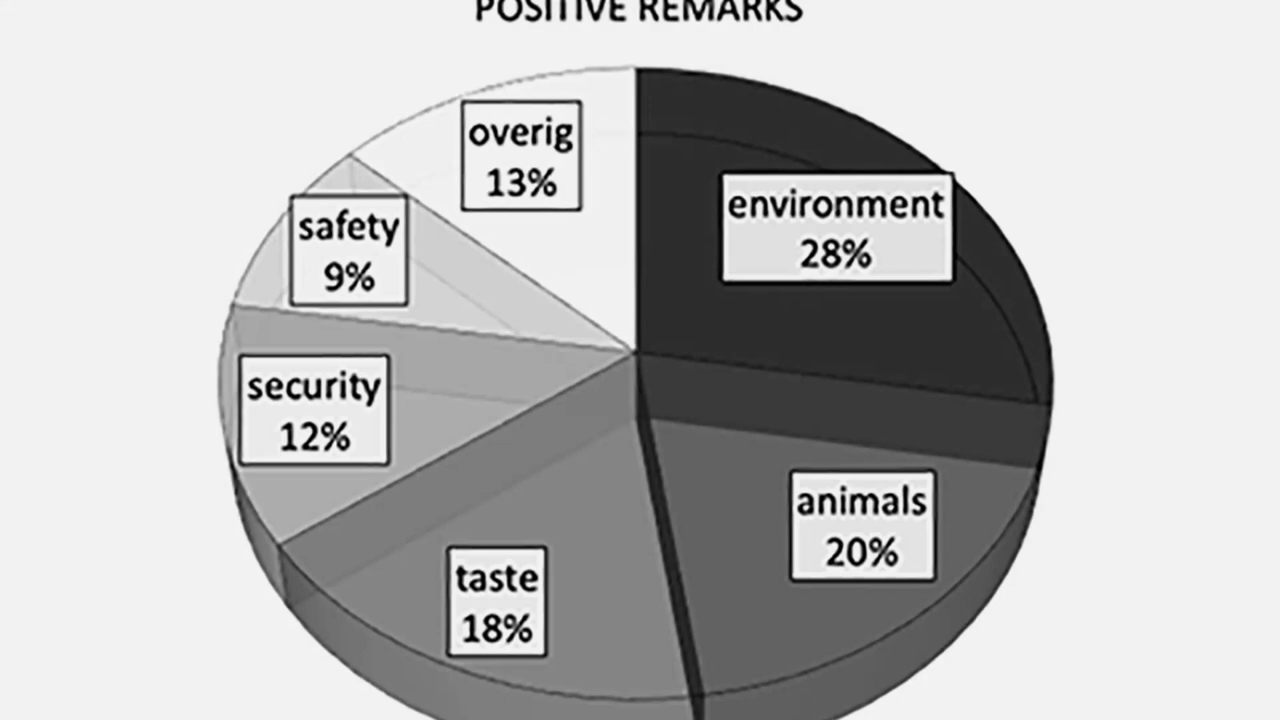 POSITIVE REMARKS
overig
13%
environment
28%
safety
9%
security
12%
animals
20%
taste
18%